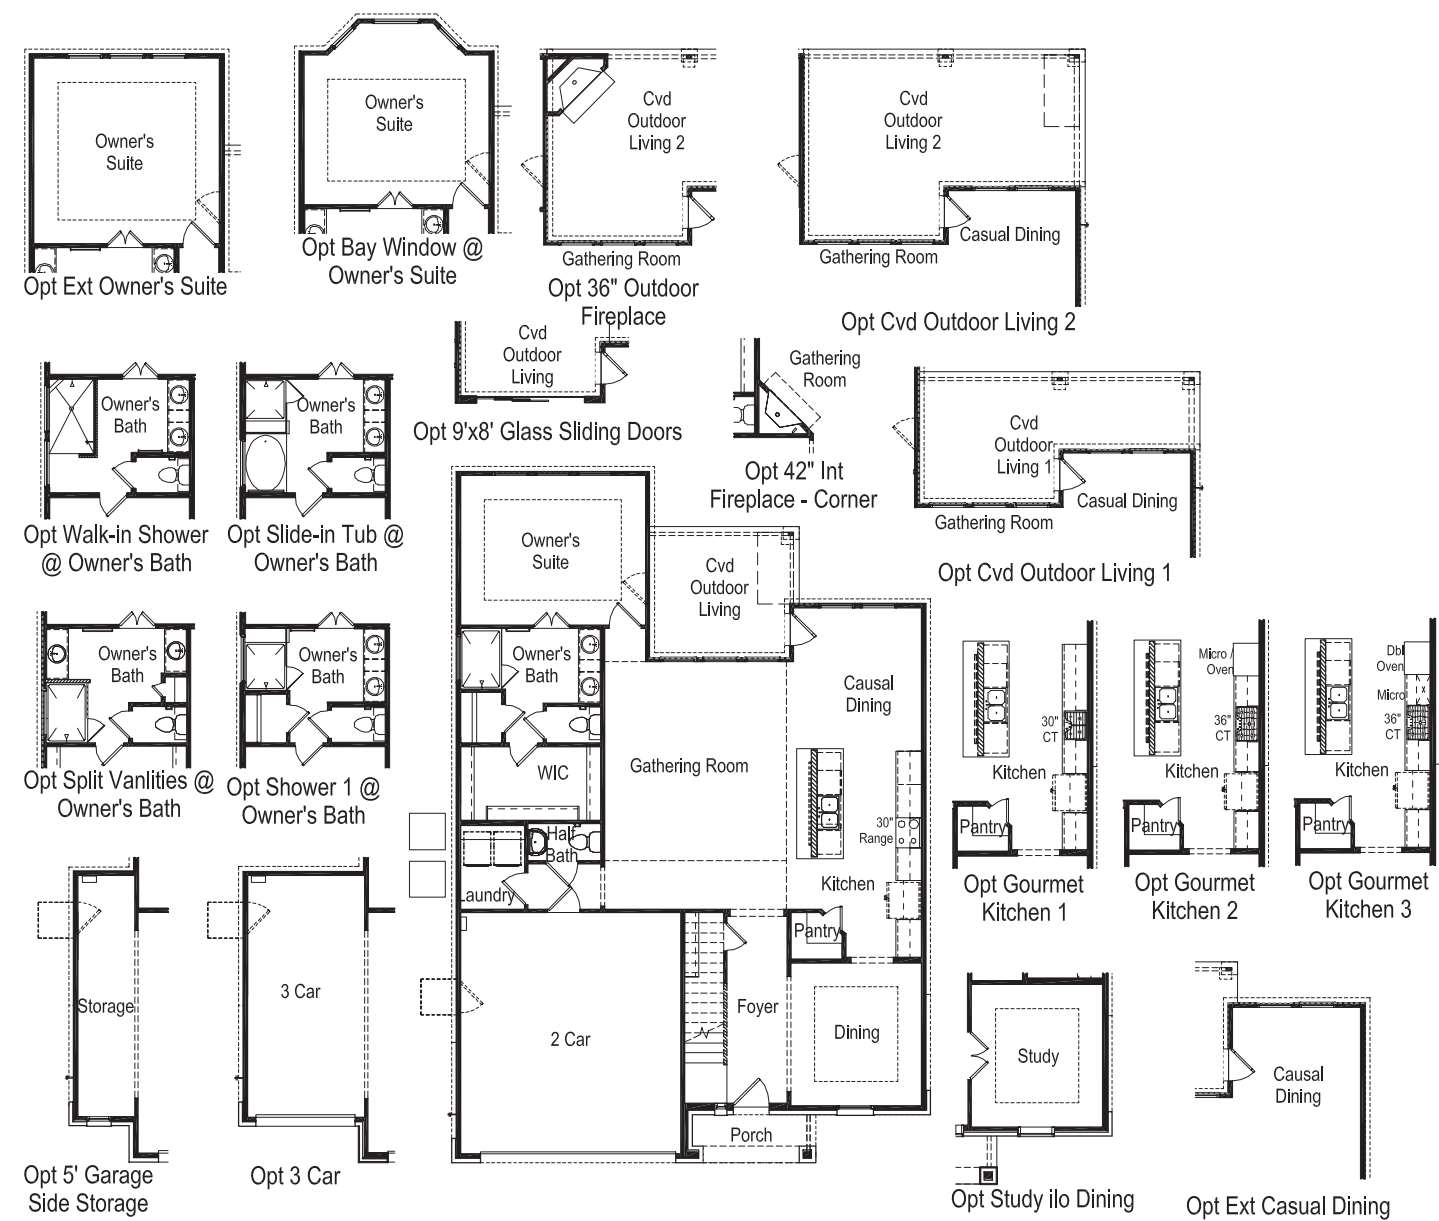 Owner's
Suite
Opt Ext Owner's Suite
Owner's
Suite
Opt Bay Window @
Owner's Suite
Cvd
Outdoor
Living 2
Gathering Room
Opt 36" Outdoor
Fireplace
Cvd
Outdoor
Living 2
Casual Dining
Gathering Room
Opt Cvd Outdoor Living 2
Owner's
Bath
Opt Walk-in Shower
@ Owner's Bath
Owner's
Bath
Opt Slide-in Tub @
Owner's Bath
Cvd
Outdoor
Living
Opt 9'x8' Glass Sliding Doors
Gathering
Room
Opt 42" Int
Fireplace - Corner
Cvd
Outdoor
Living 1
Casual Dining
Gathering Room
Opt Cvd Outdoor Living 1
Owner's
Bath
Opt Split Vanlities @
Owner's Bath
Owner's
Bath
Opt Shower 1 @
Owner's Bath
Owner's
Suite
Cvd
Outdoor
Living
Owner's
Bath
Causal
Dining
WIC
Gathering Room
30"
Range
Half
Bath
Laundry
Kitchen
Pantry
Foyer
Dining
2 Car
Porch
30"
CT
Kitchen
Pantry
Opt Gourmet
Kitchen 1
Micro /
Oven
36"
CT
Kitchen
Pantry
Opt Gourmet
Kitchen 2
Dbl
Oven
Micro
36"
CT
Kitchen
Pantry
Opt Gourmet
Kitchen 3
Storage
Opt 5' Garage
Side Storage
3 Car
Opt 3 Car
Study
Opt Study ilo Dining
Causal
Dining
Opt Ext Casual Dining